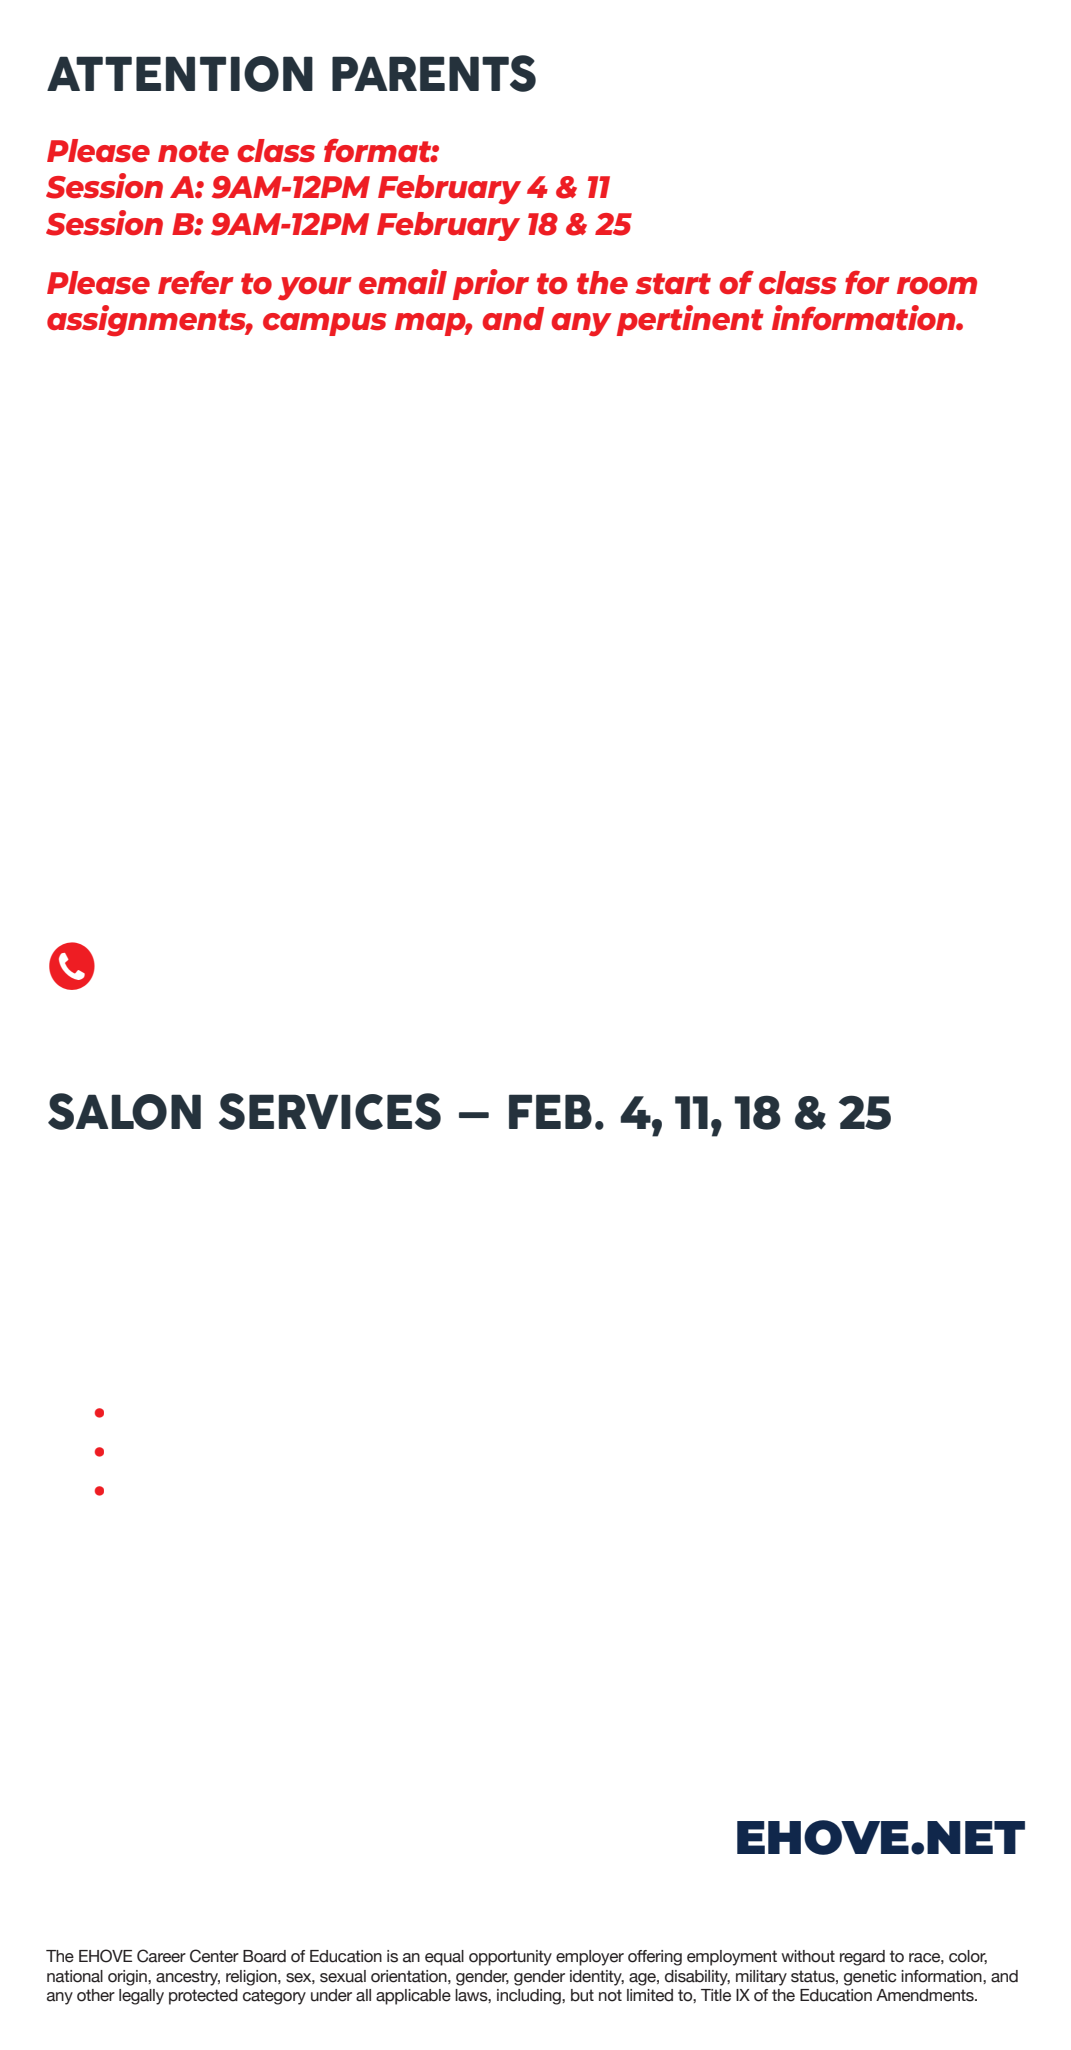 ATTENTION PARENTS
Please note class format:
Session A: 9AM-12PM February 4 & 11
Session B: 9AM-12PM February 18 & 25
Please refer to your email prior to the start of class for room
assignments, campus map, and any pertinent information.
SALON SERVICES – FEB. 4, 11, 18 & 25
•
•
•
EHOVE.NET
The EHOVE Career Center Board of Education is an equal opportunity employer offering employment without regard to race, color,
national origin, ancestry, religion, sex, sexual orientation, gender, gender identity, age, disability, military status, genetic information, and
any other legally protected category under all applicable laws, including, but not limited to, Title IX of the Education Amendments.